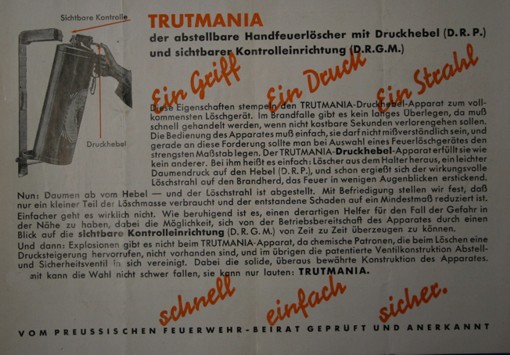 Sichtbare Kontrolle
TRUTMANIA
der abstellbare Handfeuerlöscher mit Druckhebel (D.R.P.)
und sichtbarer Kontrolleinrichtung (D.R.G.M.)
Ein Griff Ein Druck Ein Strahl
Druckhebel
Diese Eigenschaften stempeln den TRUTMANIA-Druckhebel-Apparat zum voll-
kommensten Löschgerät. Im Brandfalle gibt es kein langes Überlegen, da muß
schnell gehandelt werden, wenn nicht kostbare Sekunden verlorengehen sollen.
Die Bedienung des Apparates muß einfach, sie darf nicht mißverständlich sein, und
gerade an diese Forderung sollte man bei Auswahl eines Feuerlöschgerätes den
strengsten Maßstab legen. Der TRUTMANIA-Druckhebel-Apparat erfüllt sie wie
kein anderer. Bei ihm heißt es einfach: Löscher aus dem Halter heraus, ein leichter
Daumendruck auf den Hebel (D.R.P.), und schon ergießt sich der wirkungsvolle
Löschstrahl auf den Brandherd, das Feuer in wenigen Augenblicken erstickend.
Nun: Daumen ab vom Hebel — und der Löschstrahl ist abgestellt. Mit Befriedigung stellen wir fest, daß
nur ein kleiner Teil der Löschmasse verbraucht und der entstandene Schaden auf ein Mindestmaß reduziert ist.
Einfacher geht es wirklich nicht. Wie beruhigend ist es, einen derartigen Helfer für den Fall der Gefahr in
der Nähe zu haben, dabei die Möglichkeit, sich von der Betriebsbereitschaft des Apparates durch einen
Blick auf die sichtbare Kontrolleinrichtung (D.R.G.M.) von Zeit zu Zeit überzeugen zu können.
Und dann: Explosionen gibt es nicht beim TRUTMANIA-Apparat, da chemische Patronen, die beim Löschen eine
Drucksteigerung hervorrufen, nicht vorhanden sind, und im übrigen die patentierte Ventilkonstruktion Abstell-
und Sicherheitsventil in sich vereinigt. Dabei die solide, überaus bewährte Konstruktion des Apparates.
mit kann die Wahl nicht schwer fallen, sie kann nur lauten: TRUTMANIA.
schnell einfach sicher.
VOM PREUSSISCHEN FEUERWEHR-BEIRAT GEPRÜFT UND ANERKANNT